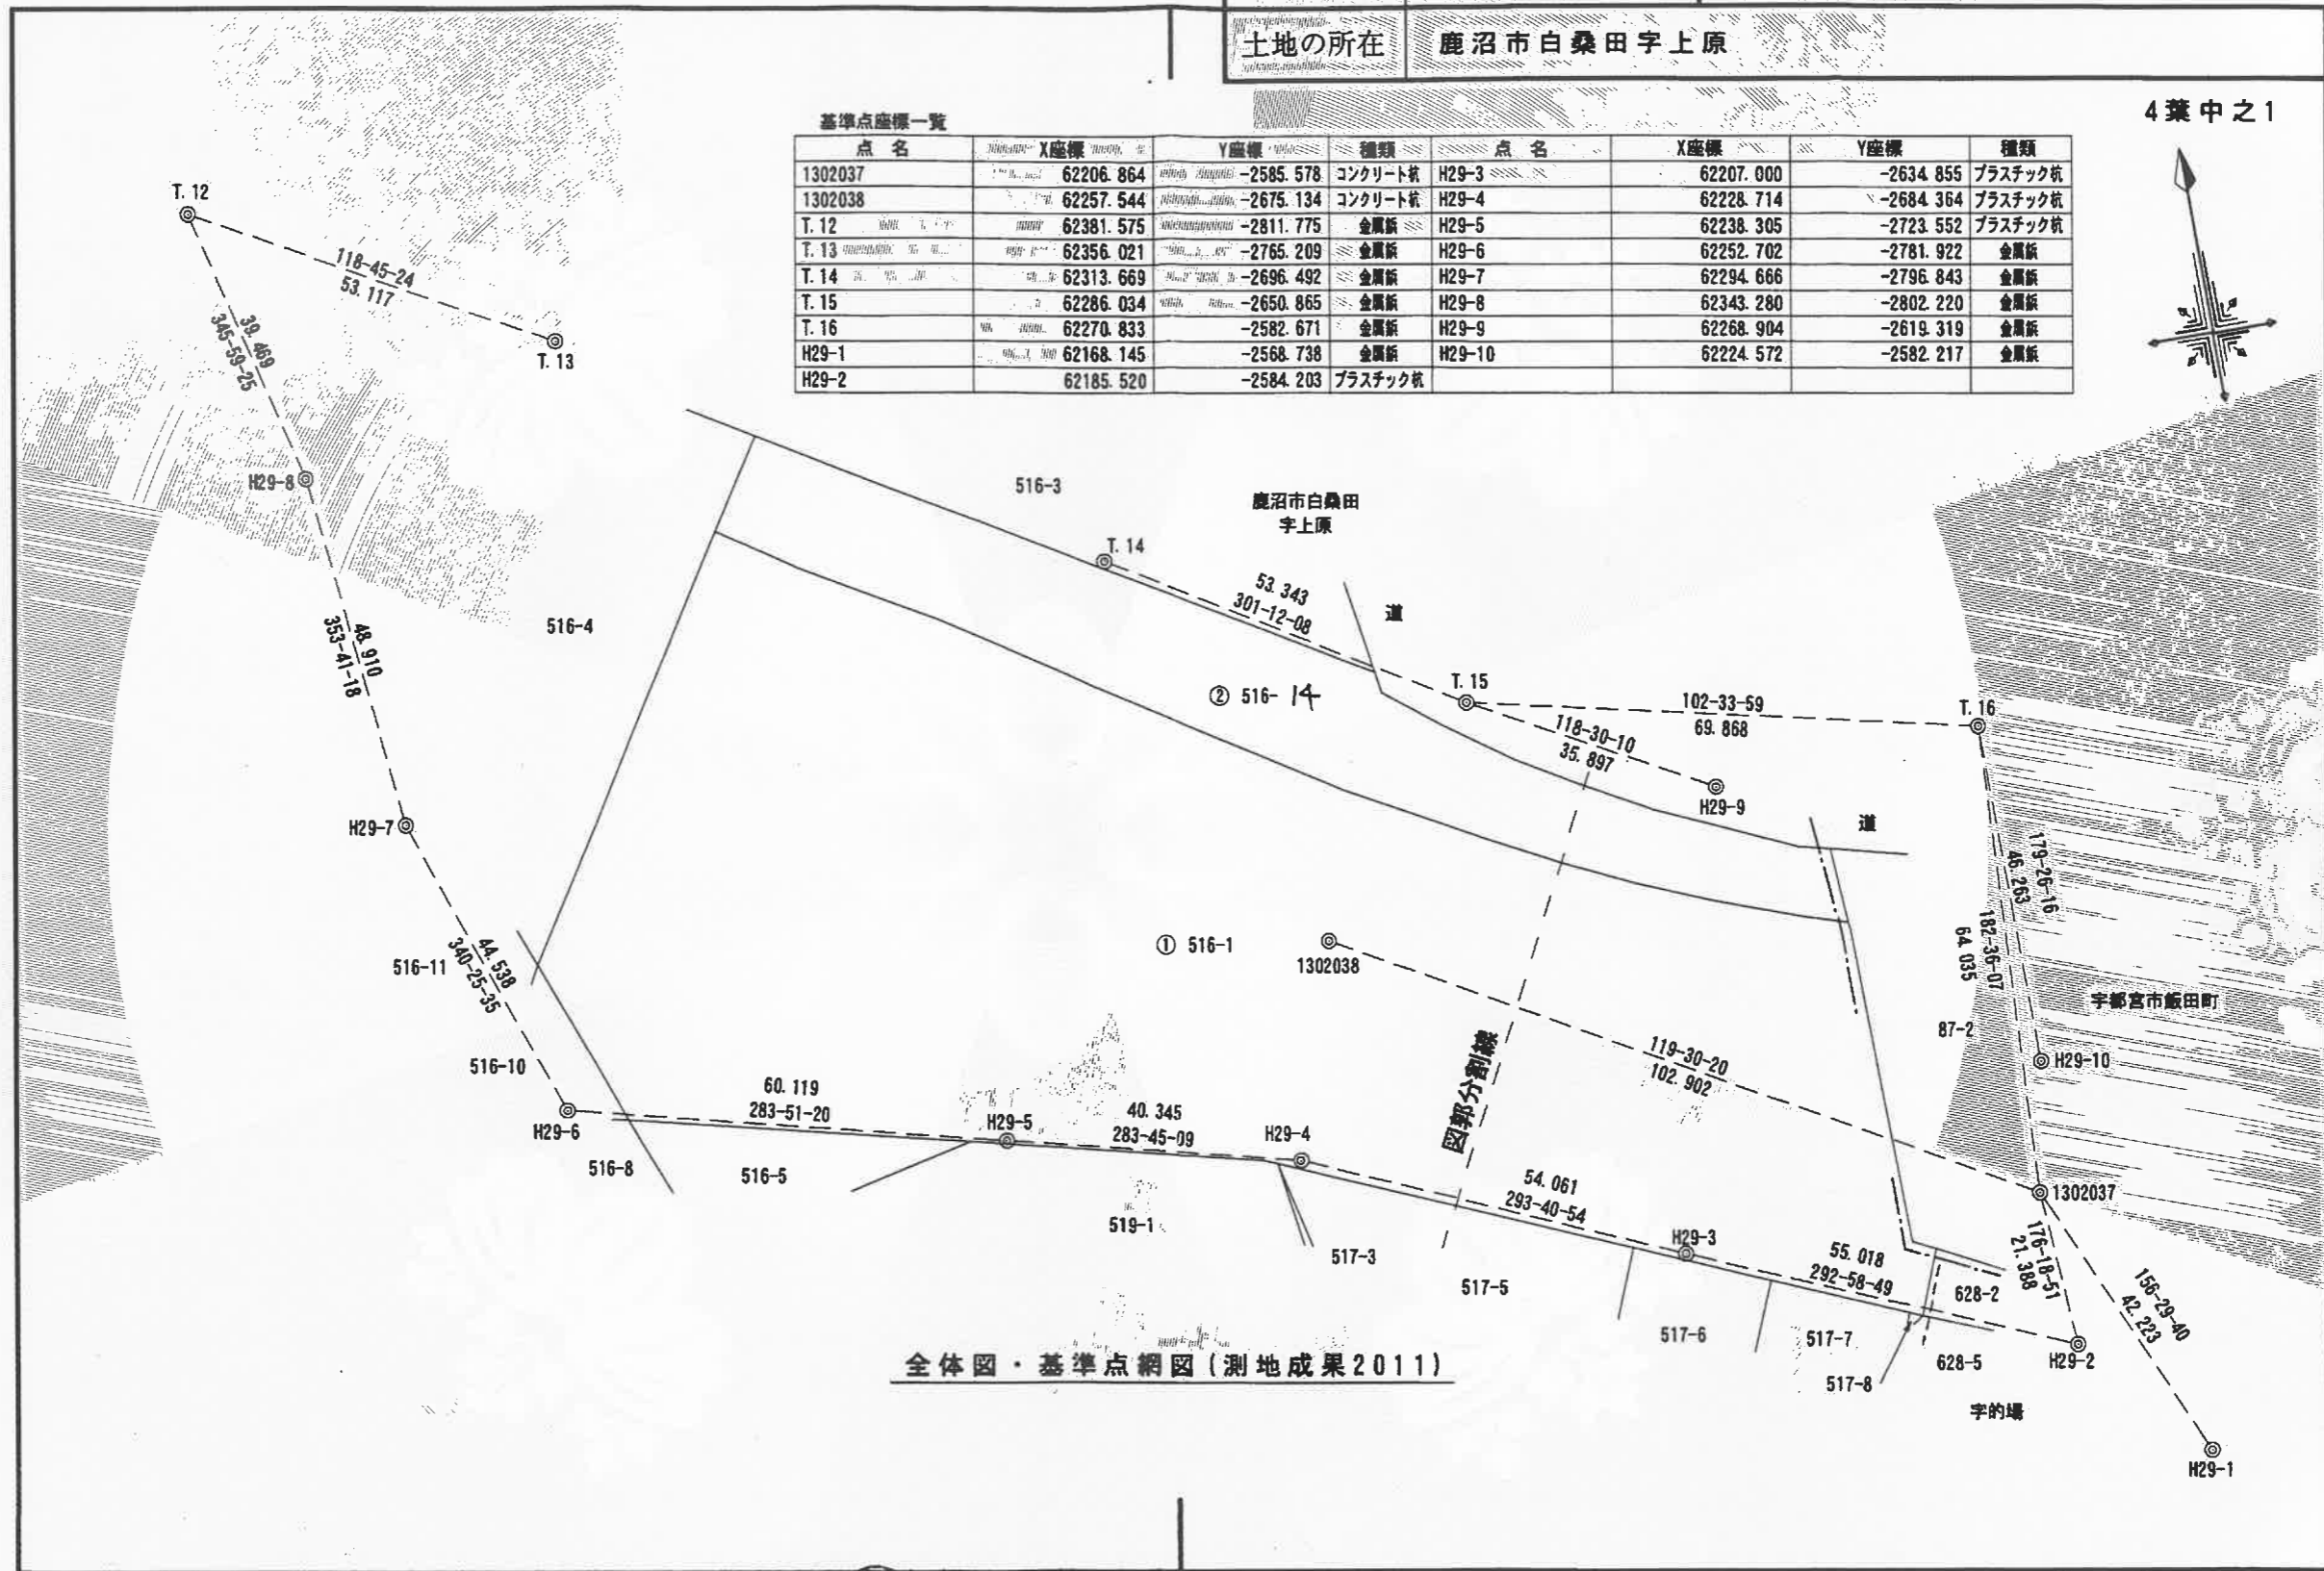 土地の所在 鹿沼市白桑田字上原
4葉中之1
基準点座標一覧
点 名 X座標 Y座標 種類 点 名 X座標 Y座標 種類
1302037 62206.864 -2585.578 コンクリート杭 H29-3 62207.000 -2634.855 プラスチック杭
1302038 62257.544 -2675.134 コンクリート杭 H29-4 62228.714 -2684.364 プラスチック杭
T.12 62381.575 -2811.775 金属鋲 H29-5 62238.305 -2723.552 プラスチック杭
T.13 62356.021 -2765.209 金属鋲 H29-6 62252.702 -2781.922 金属鋲
T.14 62313.669 -2696.492 金属鋲 H29-7 62294.666 -2796.843 金属鋲
T.15 62286.034 -2650.865 金属鋲 H29-8 62343.280 -2802.220 金属鋲
T.16 62270.833 -2582.671 金属鋲 H29-9 62268.904 -2619.319 金属鋲
H29-1 62168.145 -2568.738 金属鋲 H29-10 62224.572 -2582.217 金属鋲
H29-2 62185.520 -2584.203 プラスチック杭
T.12
118-45-24
53.117
T.13
39.469
345-59-25
H29-8
516-3
鹿沼市白桑田
字上原
T.14
53.343
301-12-08
道
516-4
48.910
353-41-18
② 516-14
T.15
102-33-59
69.868
T.16
118-30-10
35.897
H29-9
H29-7
道
179-26-16
46.263
182-36-07
64.035
① 516-1
1302038
516-11
44.538
340-25-35
宇都宮市飯田町
87-2
図郭分割線
119-30-20
102.902
H29-10
516-10
60.119
283-51-20
H29-5
40.345
283-45-09
H29-4
H29-6
516-8
516-5
54.061
293-40-54
1302037
519-1
517-3
H29-3
55.018
292-58-49
176-18-51
21.388
517-5
628-2
156-29-40
42.223
517-6
517-7
628-5
H29-2
517-8
全体図・基準点網図(測地成果2011)
字的場
H29-1